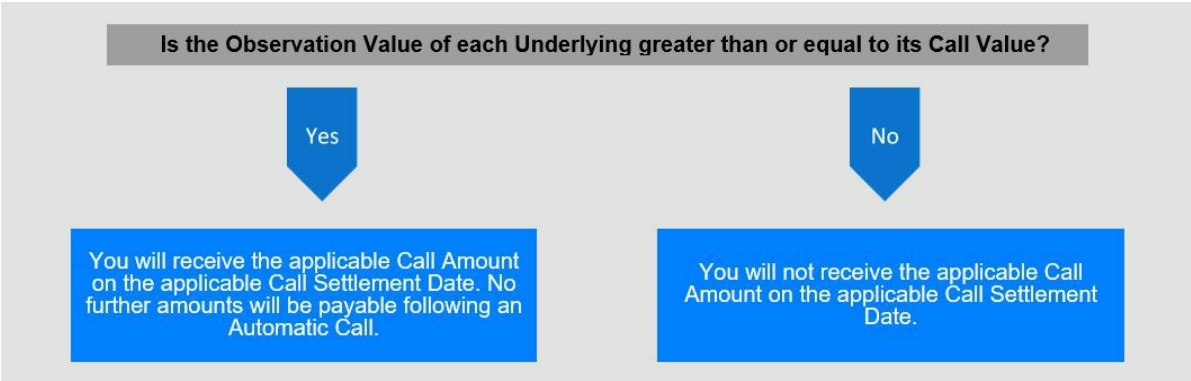 Is the Observation Value of each Underlying greater than or equal to its Call Value?
Yes
No
You will receive the applicable Call Amount
on the applicable Call Settlement Date. No
further amounts will be payable following an
Automatic Call.
You will not receive the applicable Call
Amount on the applicable Call Settlement
Date.